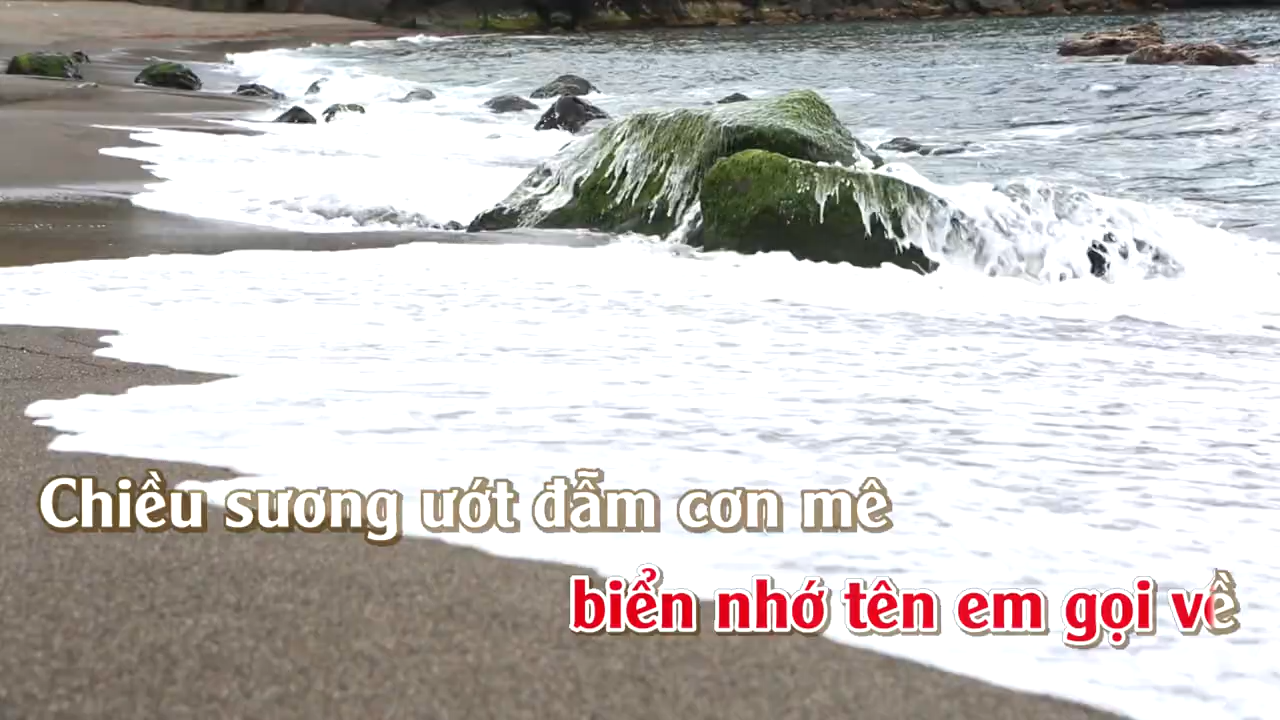 Chiều sương ướt đẫm cơn mê
biển nhớ tên em gọi về